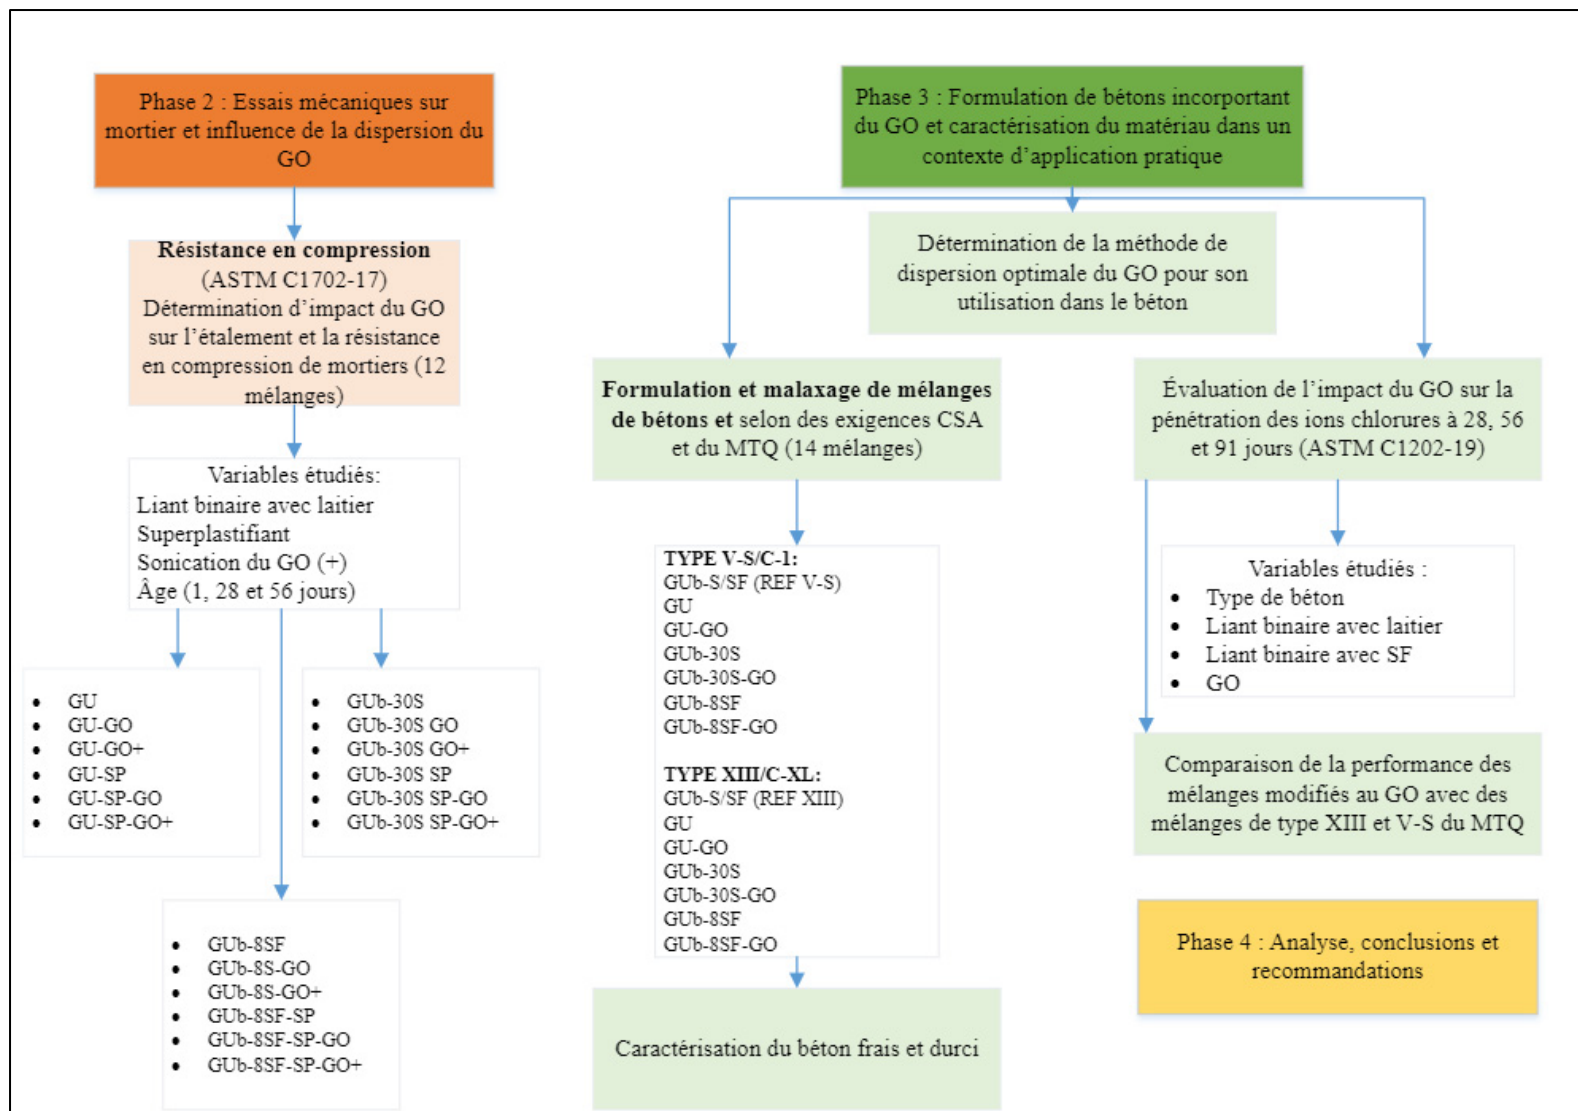 Phase 2 : Essais mécaniques sur
mortier et influence de la dispersion du
GO
Résistance en compression
(ASTM C1702-17)
Détermination d'impact du GO
sur l'étalement et la résistance
en compression de mortiers (12
mélanges)
Variables étudiés:
Liant binaire avec laitier
Superplastifiant
Sonication du GO (+)
Âge (1, 28 et 56 jours)
• GU
• GU-GO
• GU-GO+
• GU-SP
• GU-SP-GO
• GU-SP-GO+
• GUb-30S
• GUb-30S GO
• GUb-30S GO+
• GUb-30S SP
• GUb-30S SP-GO
• GUb-30S SP-GO+
• GUb-8SF
• GUb-8S-GO
• GUb-8S-GO+
• GUb-8SF-SP
• GUb-8SF-SP-GO
• GUb-8SF-SP-GO+
Phase 3 : Formulation de bétons incorportant
du GO et caractérisation du matériau dans un
contexte d'application pratique
Détermination de la méthode de
dispersion optimale du GO pour son
utilisation dans le béton
Formulation et malaxage de mélanges
de bétons et selon des exigences CSA
et du MTQ (14 mélanges)
TYPE V-S/C-1:
GUb-S/SF (REF V-S)
GU
GU-GO
GUb-30S
GUb-30S-GO
GUb-8SF
GUb-8SF-GO
TYPE XIII/C-XL:
GUb-S/SF (REF XIII)
GU
GU-GO
GUb-30S
GUb-30S-GO
GUb-8SF
GUb-8SF-GO
Caractérisation du béton frais et durci
Évaluation de l'impact du GO sur la
pénétration des ions chlorures à 28, 56
et 91 jours (ASTM C1202-19)
Variables étudiés :
• Type de béton
• Liant binaire avec laitier
• Liant binaire avec SF
• GO
Comparaison de la performance des
mélanges modifiés au GO avec des
mélanges de type XIII et V-S du MTQ
Phase 4 : Analyse, conclusions et
recommandations